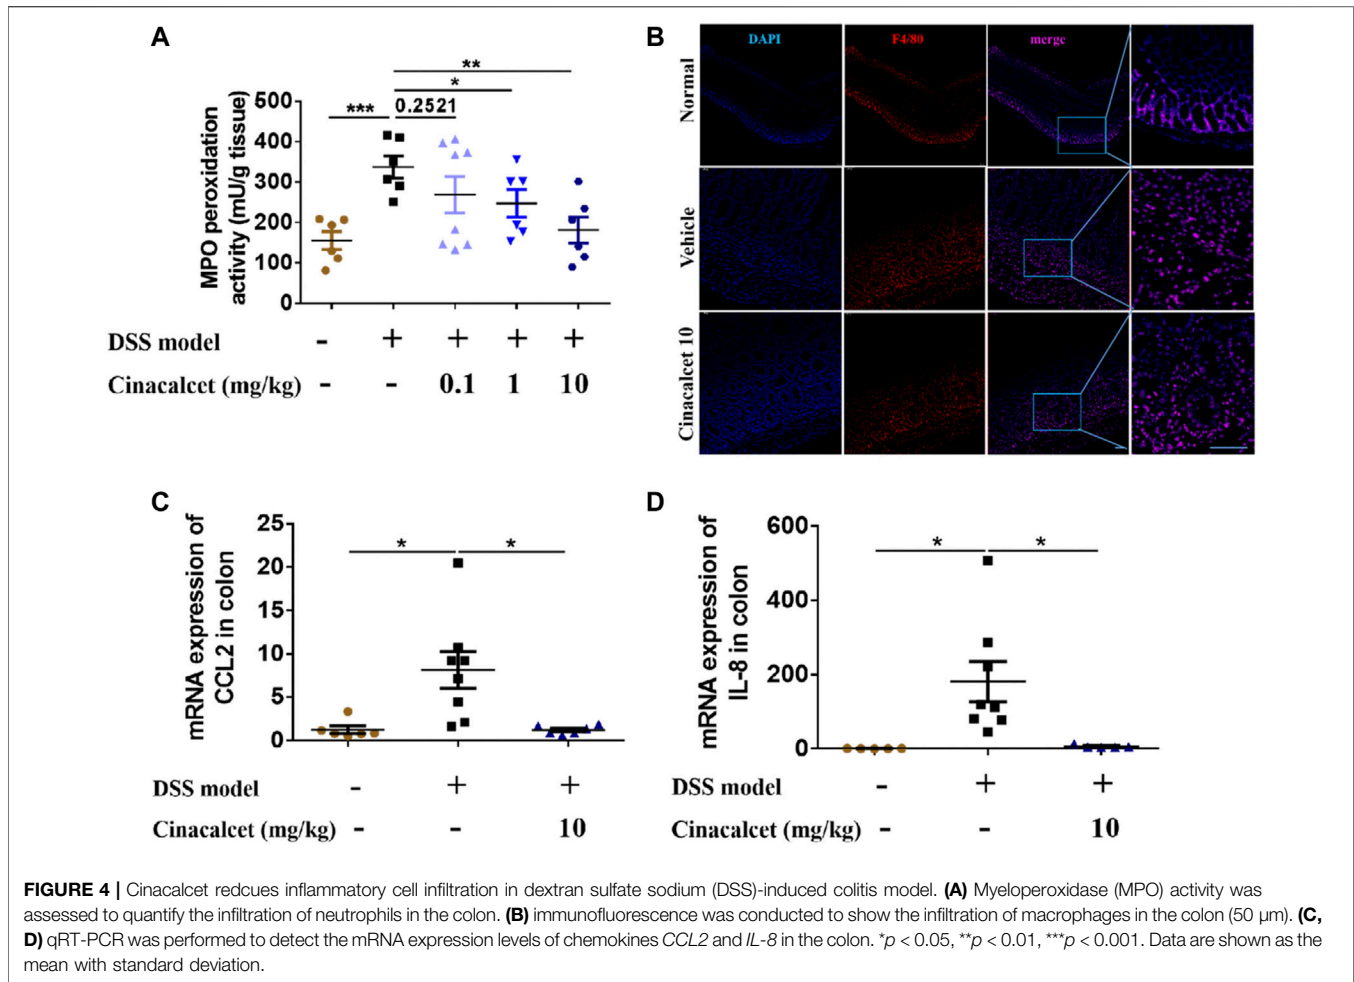 A
** 
*
***
0.2521
MPO peroxidation
activity (mU/g tissue)
500
400
300
200
100
0
DSS model - + + + +
Cinacalcet (mg/kg) - - 0.1 1 10
B
DAPI F4/80 merge
Normal
Vehicle
Cinacalcet 10
C
mRNA expression of
CCL2 in colon
25
20
15
10
5
0
* *
DSS model - + +
Cinacalcet (mg/kg) - - 10
D
mRNA expression of
IL-8 in colon
600
400
200
0
* *
DSS model - + +
Cinacalcet (mg/kg) - - 10
FIGURE 4 | Cinacalcet redcues inflammatory cell infiltration in dextran sulfate sodium (DSS)-induced colitis model. (A) Myeloperoxidase (MPO) activity was
assessed to quantify the infiltration of neutrophils in the colon. (B) immunofluorescence was conducted to show the infiltration of macrophages in the colon (50 µm). (C,
D) qRT-PCR was performed to detect the mRNA expression levels of chemokines CCL2 and IL-8 in the colon. *p < 0.05, **p < 0.01, ***p < 0.001. Data are shown as the
mean with standard deviation.